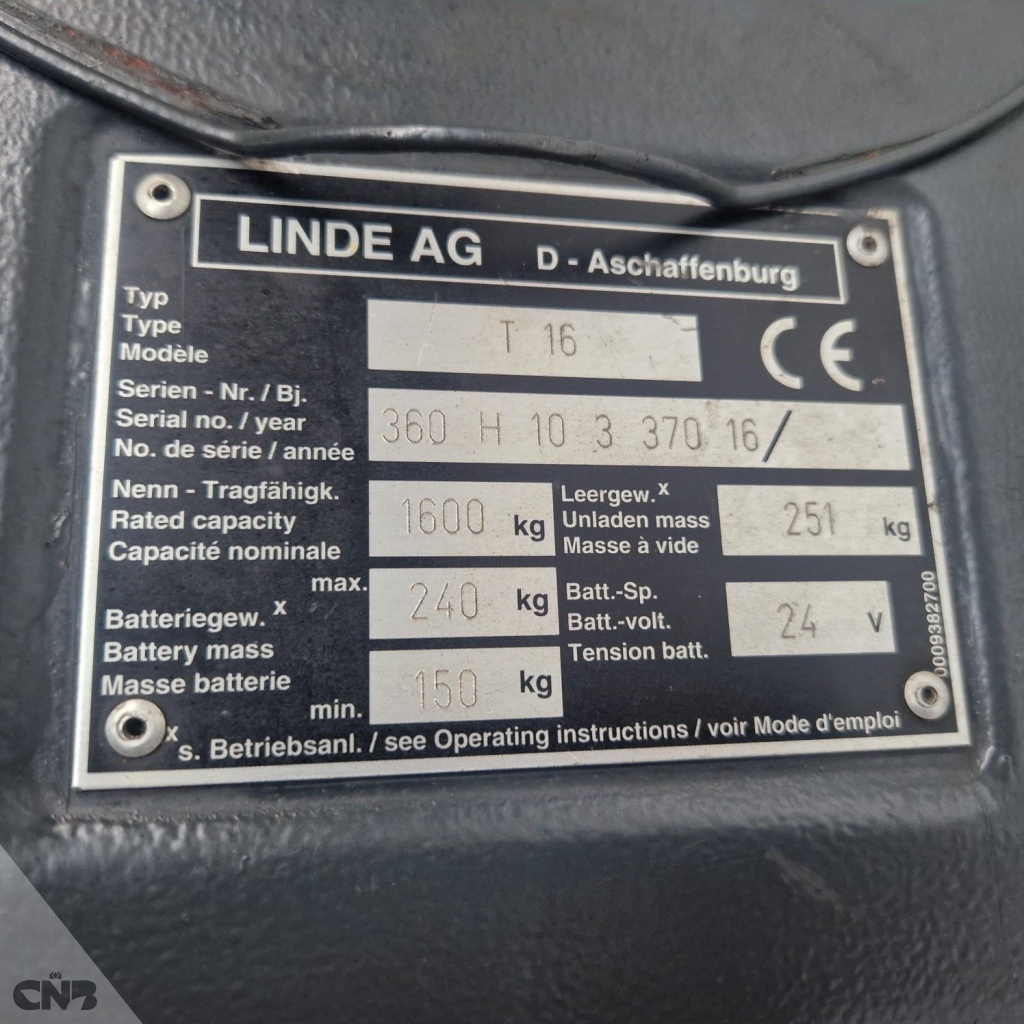 LINDE AG D - Aschaffenburg
Typ
Type
Modèle
T 16
CE
Serien - Nr. / Bj.
Serial no. / year
No. de série / année
360 H 10 3 370 16/
Nenn - Tragfähigk.
Rated capacity
Capacité nominale
1600 kg
Leergew. x
Unladen mass
Masse à vide
251 kg
Batteriegew. x
Battery mass
Masse batterie
max.
240 kg
min.
150 kg
Batt.-Sp.
Batt.-volt.
Tension batt.
24 V
0009382700
x s. Betriebsanl. / see Operating instructions / voir Mode d'emploi
CNB